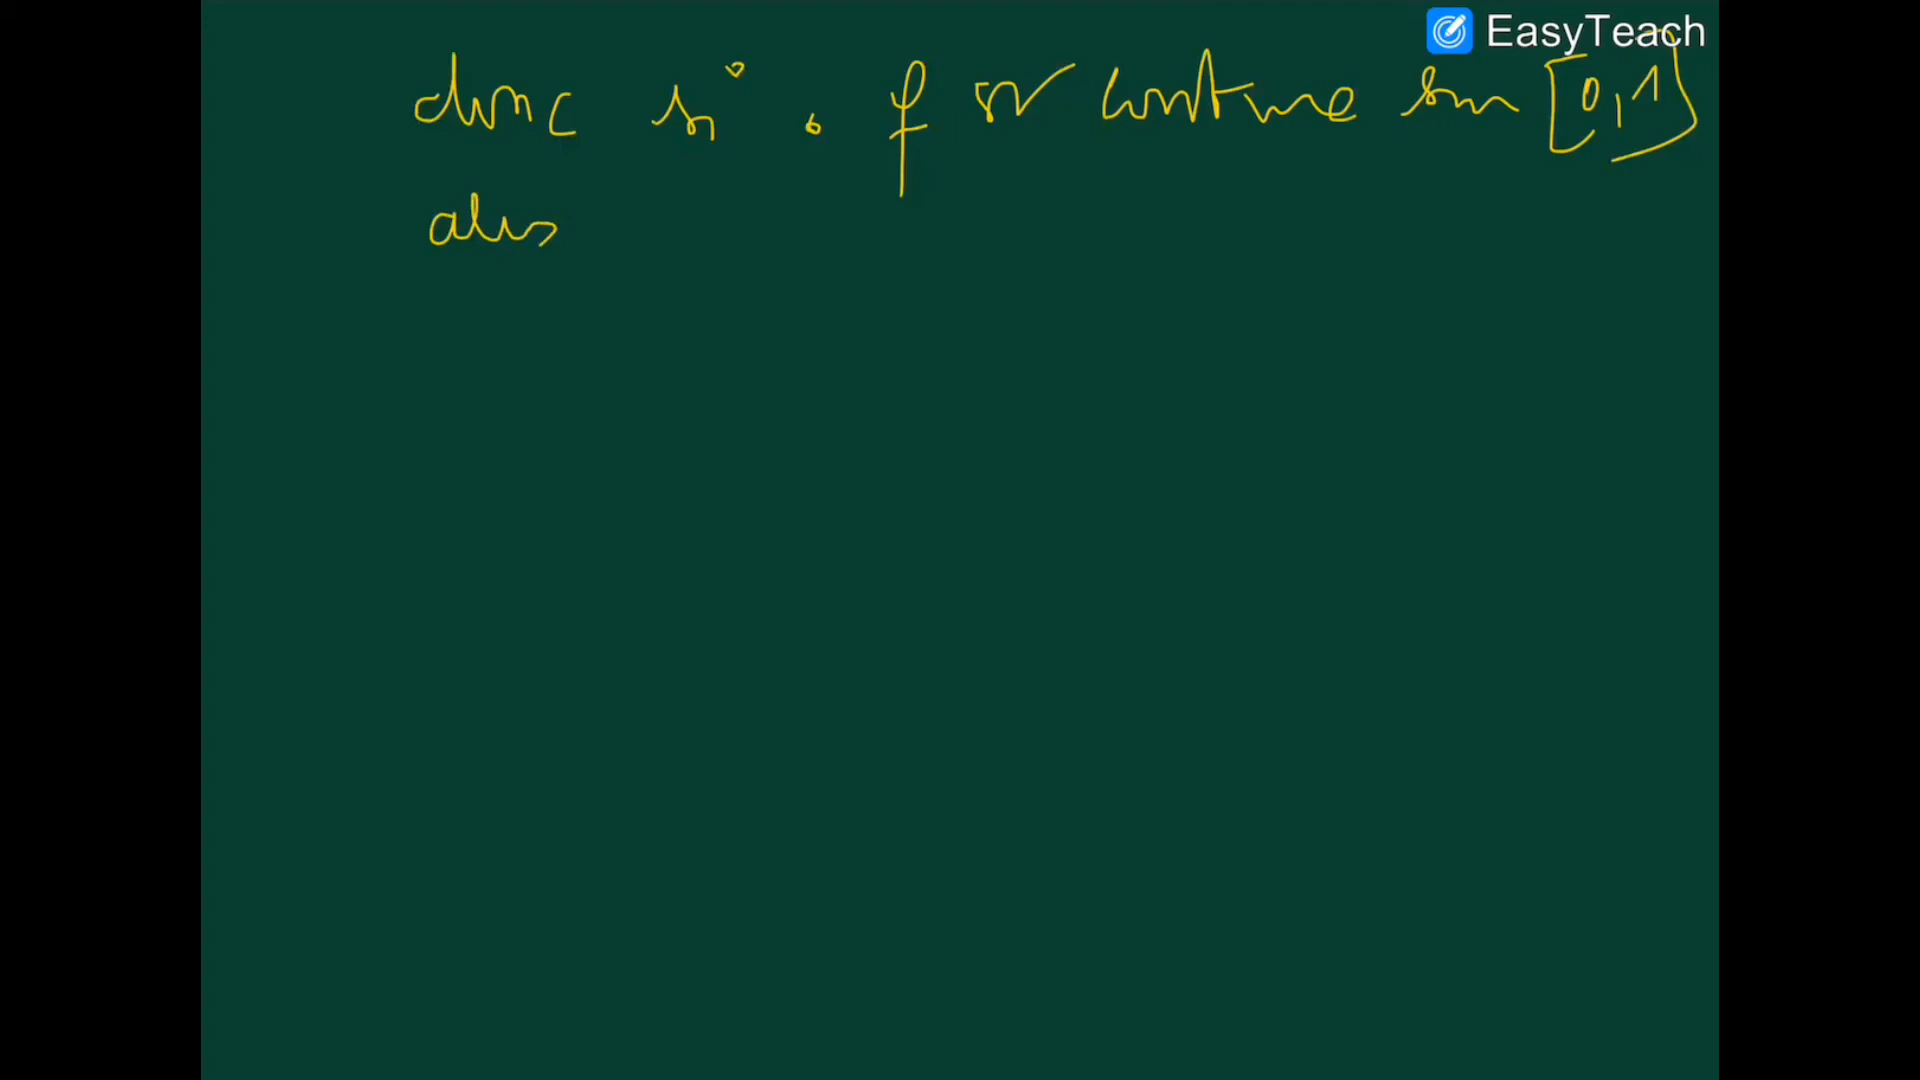 EasyTeach
donc si . f est continue sur [0,1]
alors